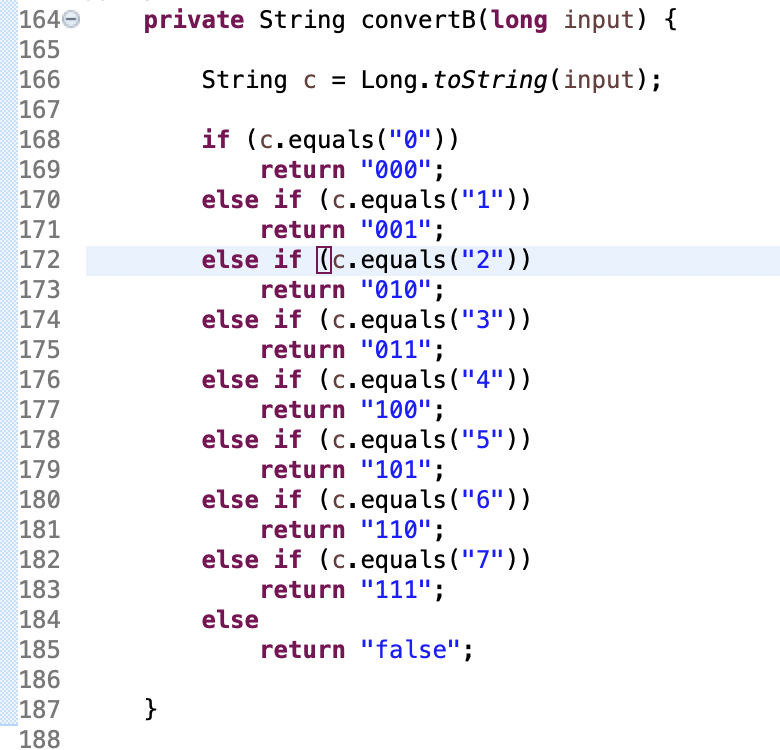 164 private String convertB(long input) {
165
166 String c = Long.toString(input);
167
168 if (c.equals("0"))
169 return "000";
170 else if (c.equals("1"))
171 return "001";
172 else if (c.equals("2"))
173 return "010";
174 else if (c.equals("3"))
175 return "011";
176 else if (c.equals("4"))
177 return "100";
178 else if (c.equals("5"))
179 return "101";
180 else if (c.equals("6"))
181 return "110";
182 else if (c.equals("7"))
183 return "111";
184 else
185 return "false";
186
187 }
188